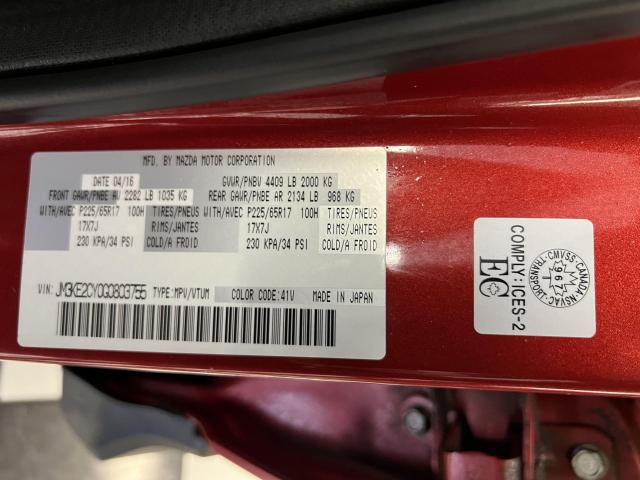 MFD. BY MAZDA MOTOR CORPORATION
DATE 04/16 GVWR/PNBV 4409 LB 2000 KG
FRONT GAWR/PNBE AV 2282 LB 1035 KG REAR GAWR/PNBE AR 2134 LB 968 KG
WITH/AVEC P225/65R17 100H TIRES/PNEUS WITH/AVEC P225/65R17 100H TIRES/PNEUS
17X7J RIMS/JANTES 17X7J RIMS/JANTES
230 KPA/34 PSI COLD/A FROID 230 KPA/34 PSI COLD/A FROID
VIN: JM3KE2CY0G0803755 TYPE:MPV/VTUM COLOR CODE:41V MADE IN JAPAN
COMPLY:ICES-2
EC
CMVSS-CANADA-NSVAC
TRANSPORT
967
T